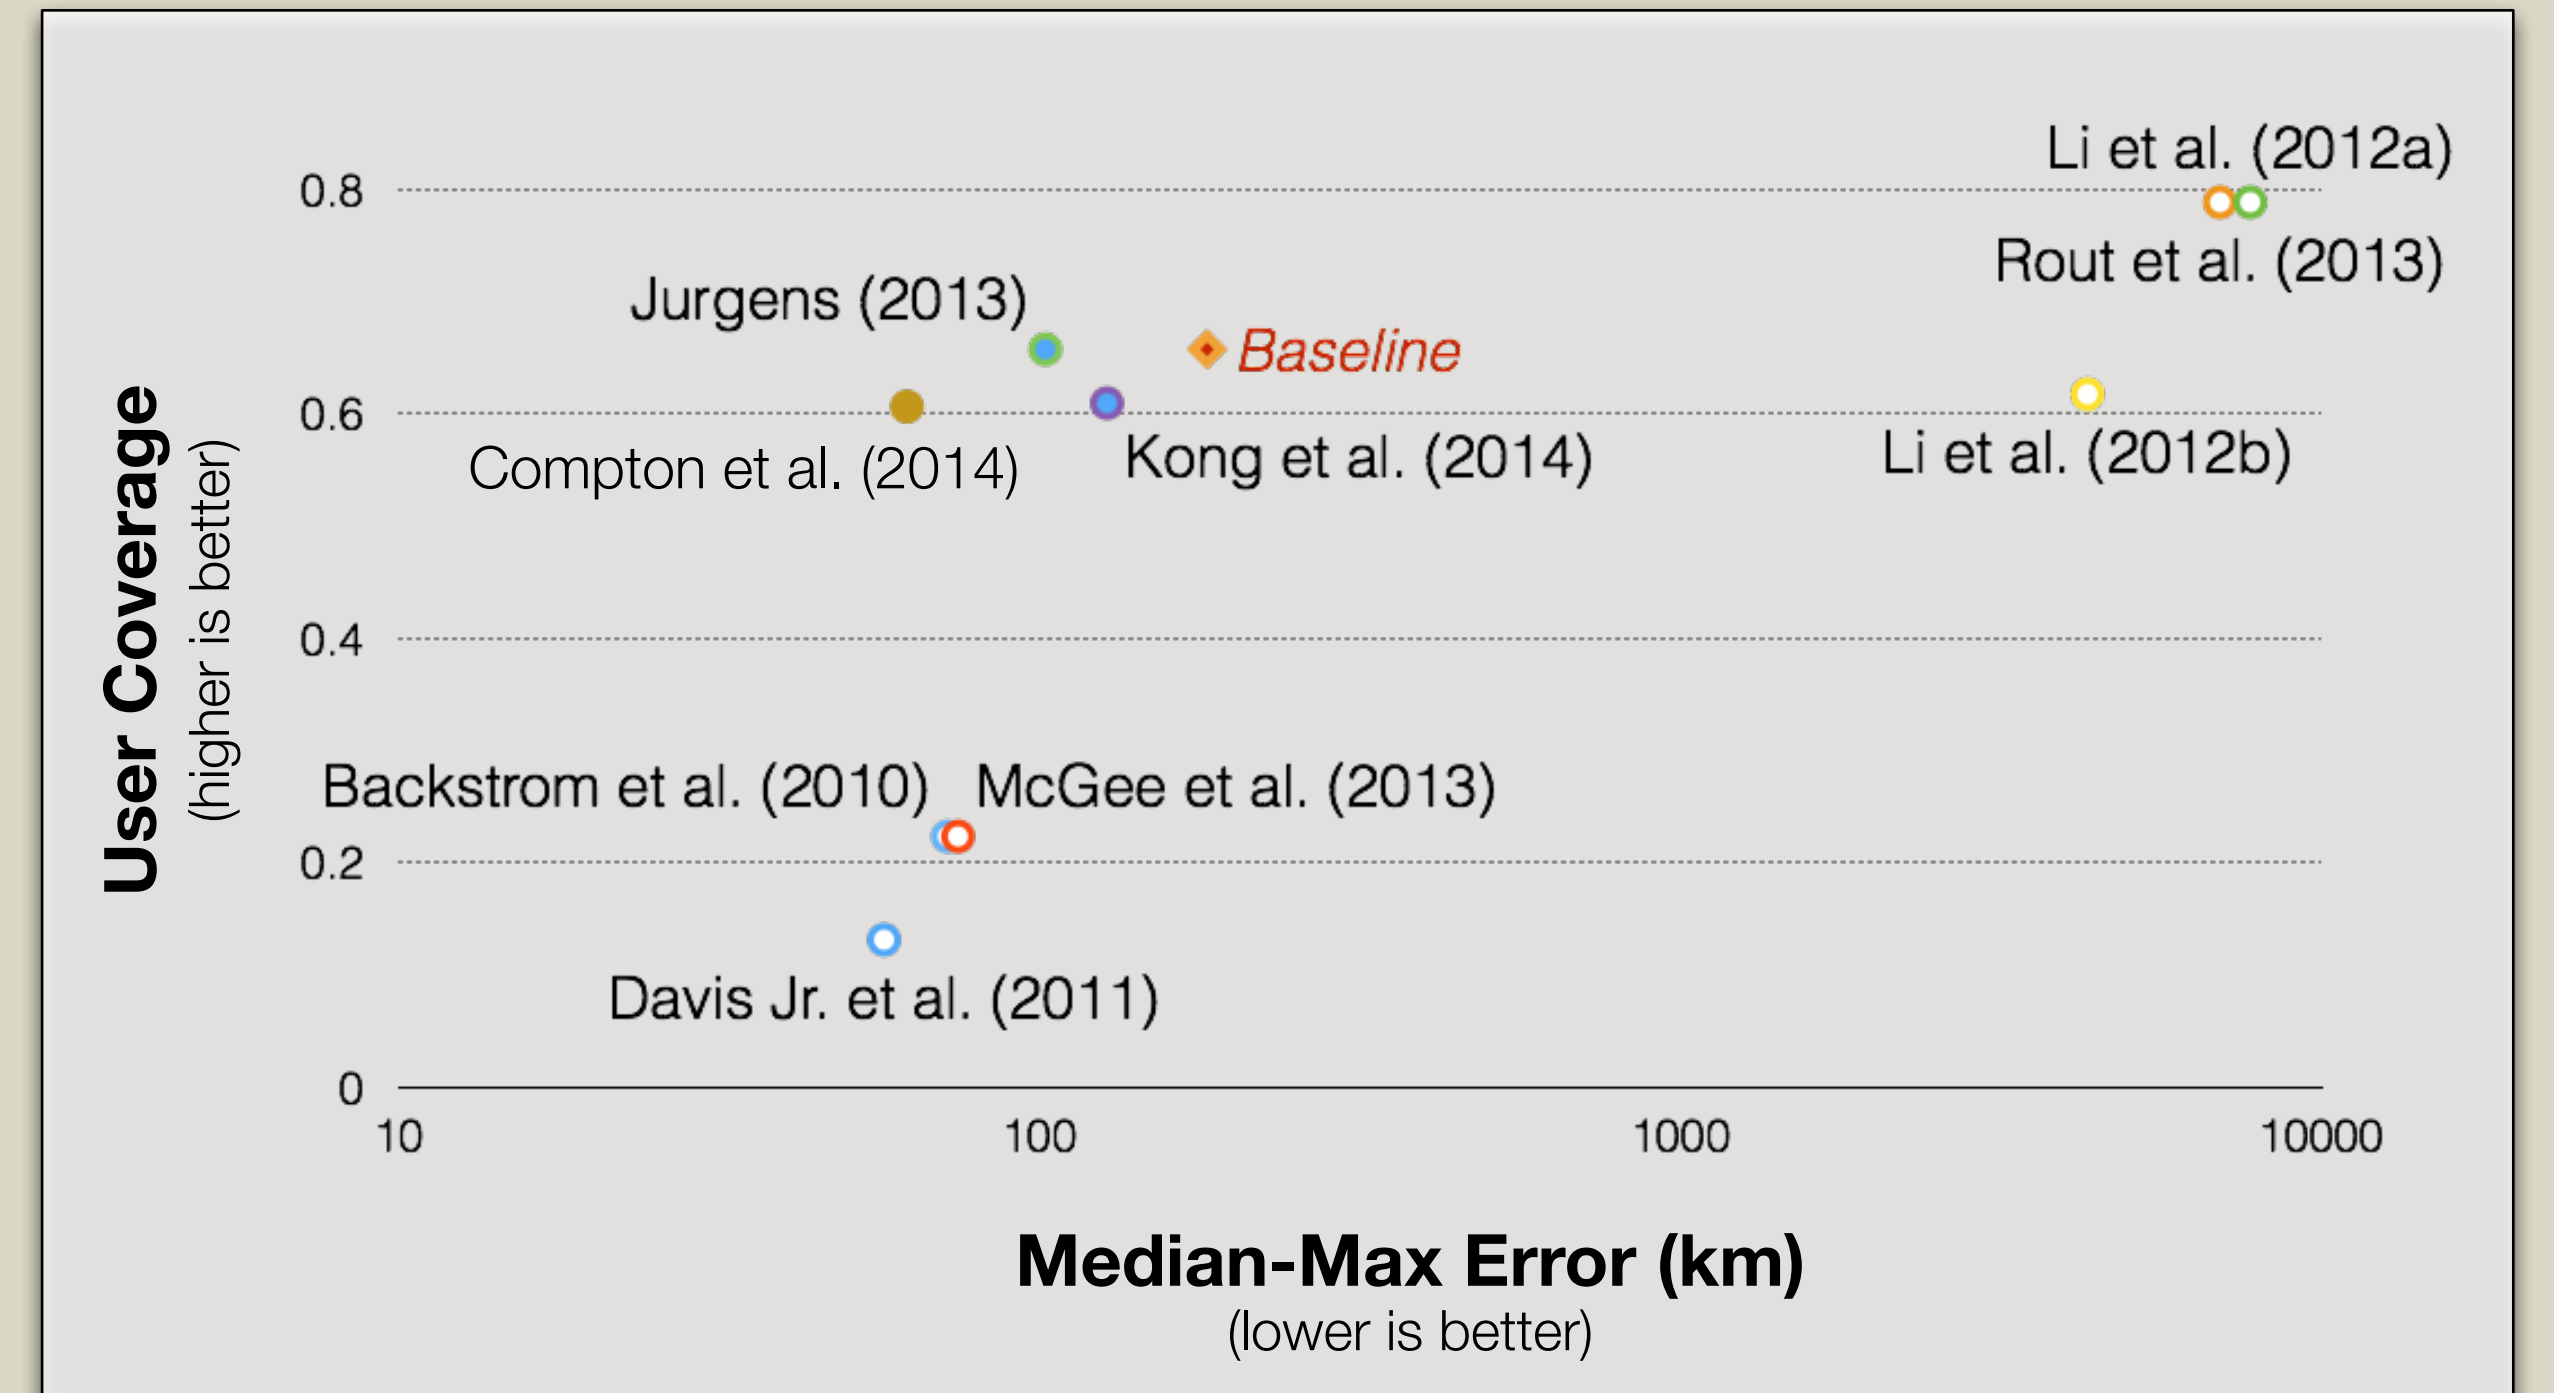 Li et al. (2012a)
0.8
Rout et al. (2013)
Jurgens (2013)
Baseline
0.6
Compton et al. (2014)
Kong et al. (2014)
Li et al. (2012b)
User Coverage
(higher is better)
0.4
Backstrom et al. (2010)
McGee et al. (2013)
0.2
Davis Jr. et al. (2011)
0
10
100
1000
10000
Median-Max Error (km)
(lower is better)